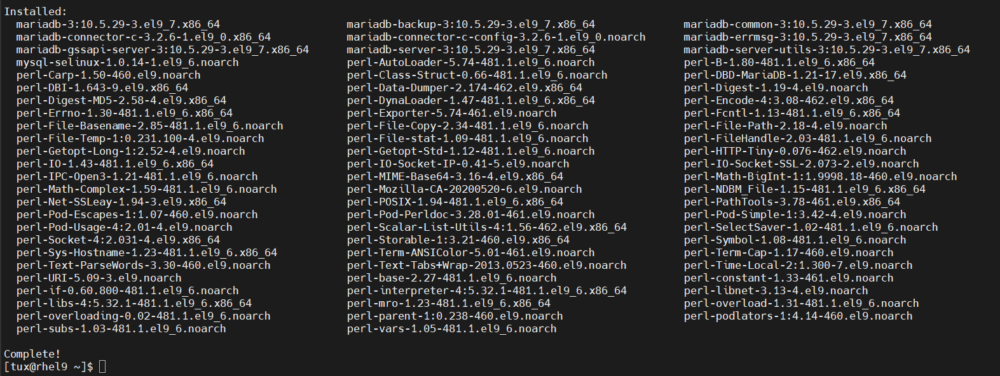 Installed:
mariadb-3:10.5.29-3.el9_7.x86_64 mariadb-backup-3:10.5.29-3.el9_7.x86_64 mariadb-common-3:10.5.29-3.el9_7.x86_64
mariadb-connector-c-3.2.6-1.el9_0.x86_64 mariadb-connector-c-config-3.2.6-1.el9_0.noarch mariadb-errmsg-3:10.5.29-3.el9_7.x86_64
mariadb-gssapi-server-3:10.5.29-3.el9_7.x86_64 mariadb-server-3:10.5.29-3.el9_7.x86_64 mariadb-server-utils-3:10.5.29-3.el9_7.x86_64
mysql-selinux-1.0.14-1.el9_6.noarch perl-AutoLoader-5.74-481.1.el9_6.noarch perl-B-1.80-481.1.el9_6.x86_64
perl-Carp-1.50-460.el9.noarch perl-Class-Struct-0.66-481.1.el9_6.noarch perl-DBD-MariaDB-1.21-17.el9.x86_64
perl-DBI-1.643-9.el9.x86_64 perl-Data-Dumper-2.174-462.el9.x86_64 perl-Digest-1.19-4.el9.noarch
perl-Digest-MD5-2.58-4.el9.x86_64 perl-DynaLoader-1.47-481.1.el9_6.x86_64 perl-Encode-4:3.08-462.el9.x86_64
perl-Errno-1.30-481.1.el9_6.x86_64 perl-Exporter-5.74-461.el9.noarch perl-Fcntl-1.13-481.1.el9_6.x86_64
perl-File-Basename-2.85-481.1.el9_6.noarch perl-File-Copy-2.34-481.1.el9_6.noarch perl-File-Path-2.18-4.el9.noarch
perl-File-Temp-1:0.231.100-4.el9.noarch perl-File-stat-1.09-481.1.el9_6.noarch perl-FileHandle-2.03-481.1.el9_6.noarch
perl-Getopt-Long-1:2.52-4.el9.noarch perl-Getopt-Std-1.12-481.1.el9_6.noarch perl-HTTP-Tiny-0.076-462.el9.noarch
perl-IO-1.43-481.1.el9_6.x86_64 perl-IO-Socket-IP-0.41-5.el9.noarch perl-IO-Socket-SSL-2.073-2.el9.noarch
perl-IPC-Open3-1.21-481.1.el9_6.noarch perl-MIME-Base64-3.16-4.el9.x86_64 perl-Math-BigInt-1:1.9998.18-460.el9.noarch
perl-Math-Complex-1.59-481.1.el9_6.noarch perl-Mozilla-CA-20200520-6.el9.noarch perl-NDBM_File-1.15-481.1.el9_6.x86_64
perl-Net-SSLeay-1.94-3.el9.x86_64 perl-POSIX-1.94-481.1.el9_6.x86_64 perl-PathTools-3.78-461.el9.x86_64
perl-Pod-Escapes-1:1.07-460.el9.noarch perl-Pod-Perldoc-3.28.01-461.el9.noarch perl-Pod-Simple-1:3.42-4.el9.noarch
perl-Pod-Usage-4:2.01-4.el9.noarch perl-Scalar-List-Utils-4:1.56-462.el9.x86_64 perl-SelectSaver-1.02-481.1.el9_6.noarch
perl-Socket-4:2.031-4.el9.x86_64 perl-Storable-1:3.21-460.el9.x86_64 perl-Symbol-1.08-481.1.el9_6.noarch
perl-Sys-Hostname-1.23-481.1.el9_6.x86_64 perl-Term-ANSIColor-5.01-461.el9.noarch perl-Term-Cap-1.17-460.el9.noarch
perl-Text-ParseWords-3.30-460.el9.noarch perl-Text-Tabs+Wrap-2013.0523-460.el9.noarch perl-Time-Local-2:1.300-7.el9.noarch
perl-URI-5.09-3.el9.noarch perl-base-2.27-481.1.el9_6.noarch perl-constant-1.33-461.el9.noarch
perl-if-0.60.800-481.1.el9_6.noarch perl-interpreter-4:5.32.1-481.1.el9_6.x86_64 perl-libnet-3.13-4.el9.noarch
perl-libs-4:5.32.1-481.1.el9_6.x86_64 perl-mro-1.23-481.1.el9_6.x86_64 perl-overload-1.31-481.1.el9_6.noarch
perl-overloading-0.02-481.1.el9_6.noarch perl-parent-1:0.238-460.el9.noarch perl-podlators-1:4.14-460.el9.noarch
perl-subs-1.03-481.1.el9_6.noarch perl-vars-1.05-481.1.el9_6.noarch
Complete!
[tux@rhel9 ~]$